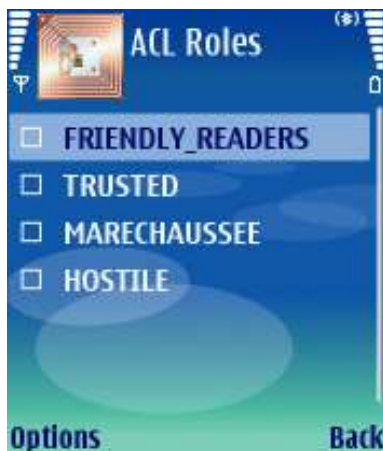 ACL Roles
FRIENDLY_READERS
TRUSTED
MARECHAUSSEE
HOSTILE
Options Back